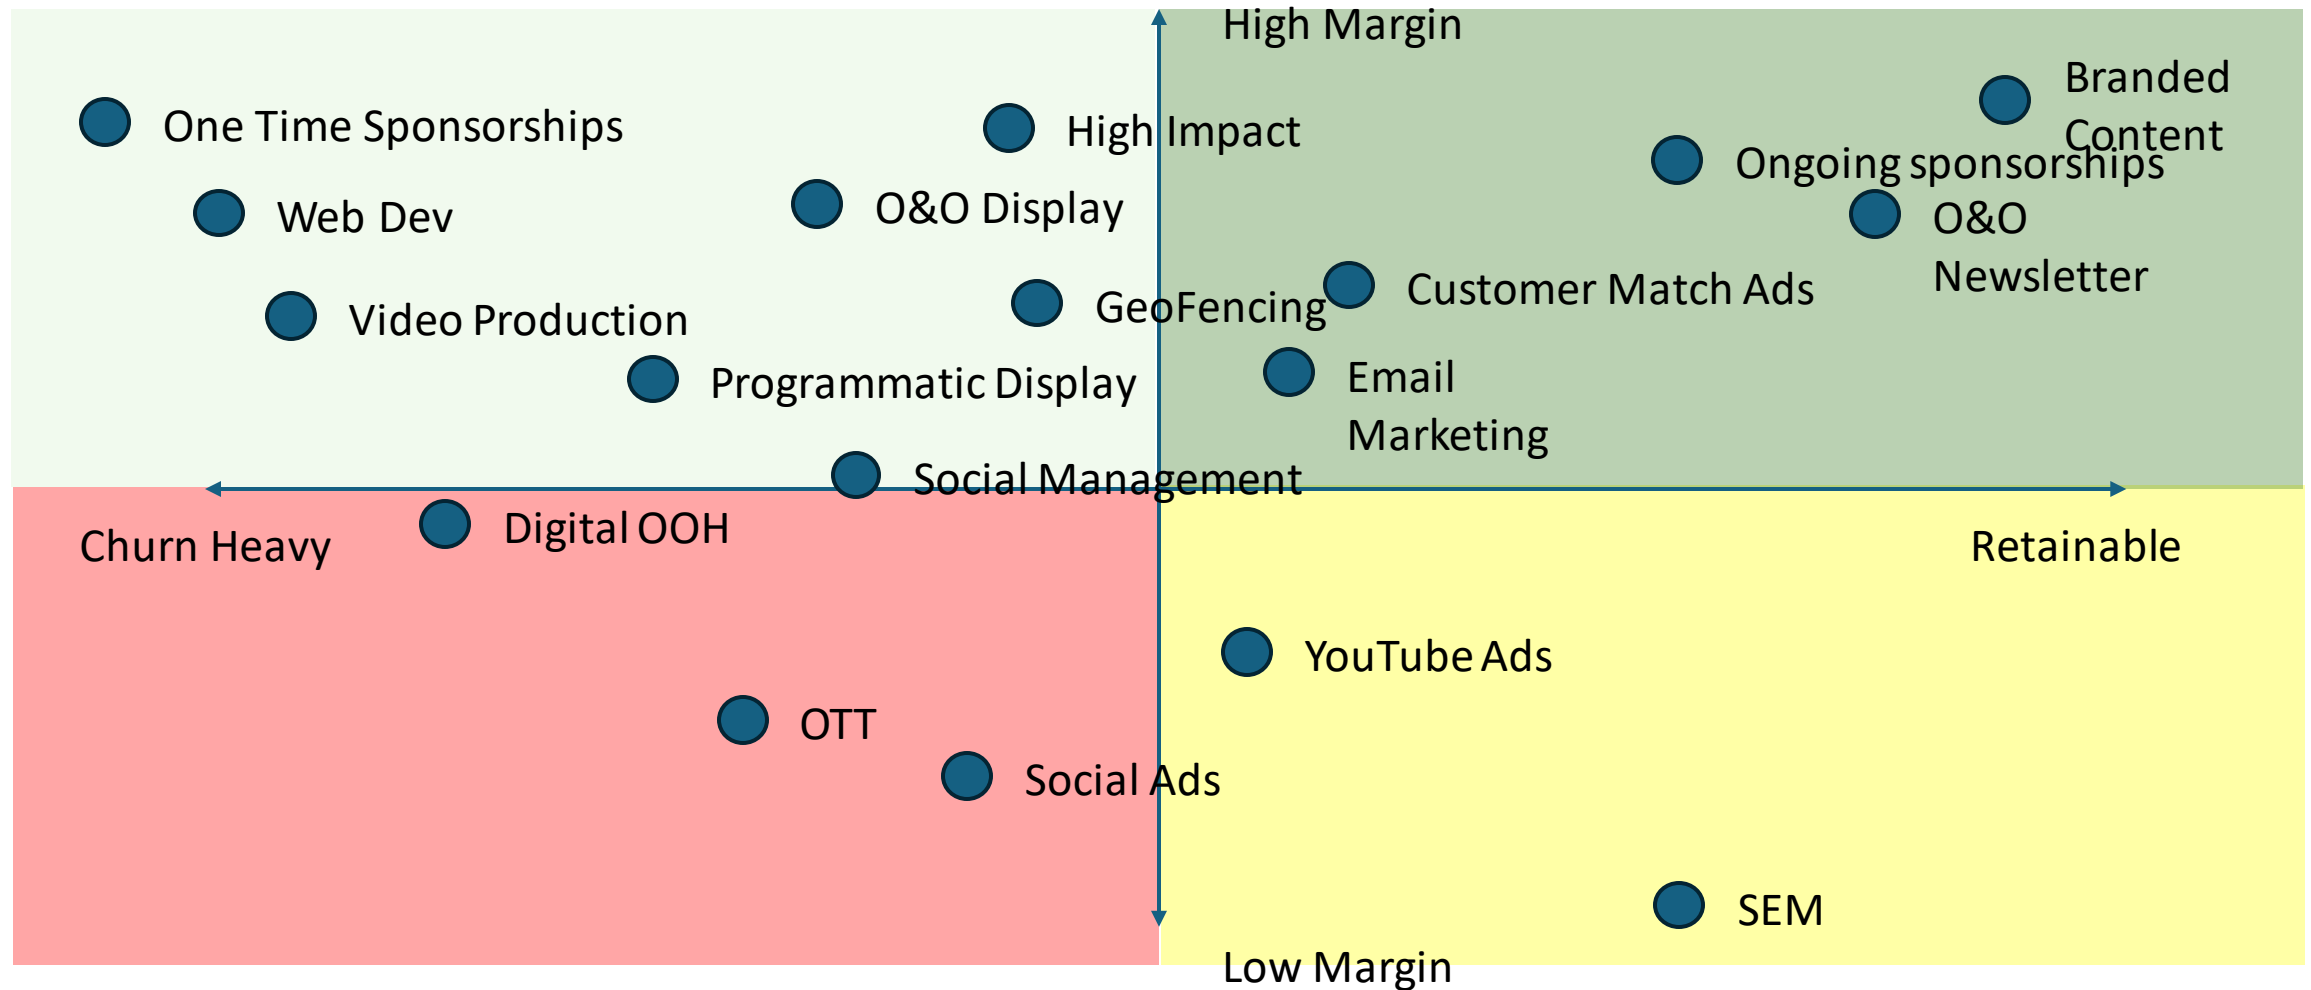 High Margin
Branded
Content
One Time Sponsorships
High Impact
Ongoing sponsorships
Web Dev
O&O Display
O&O
Newsletter
Customer Match Ads
GeoFencing
Video Production
Programmatic Display
Email
Marketing
Social Management
Digital OOH
Churn Heavy
Retainable
YouTube Ads
OTT
Social Ads
SEM
Low Margin